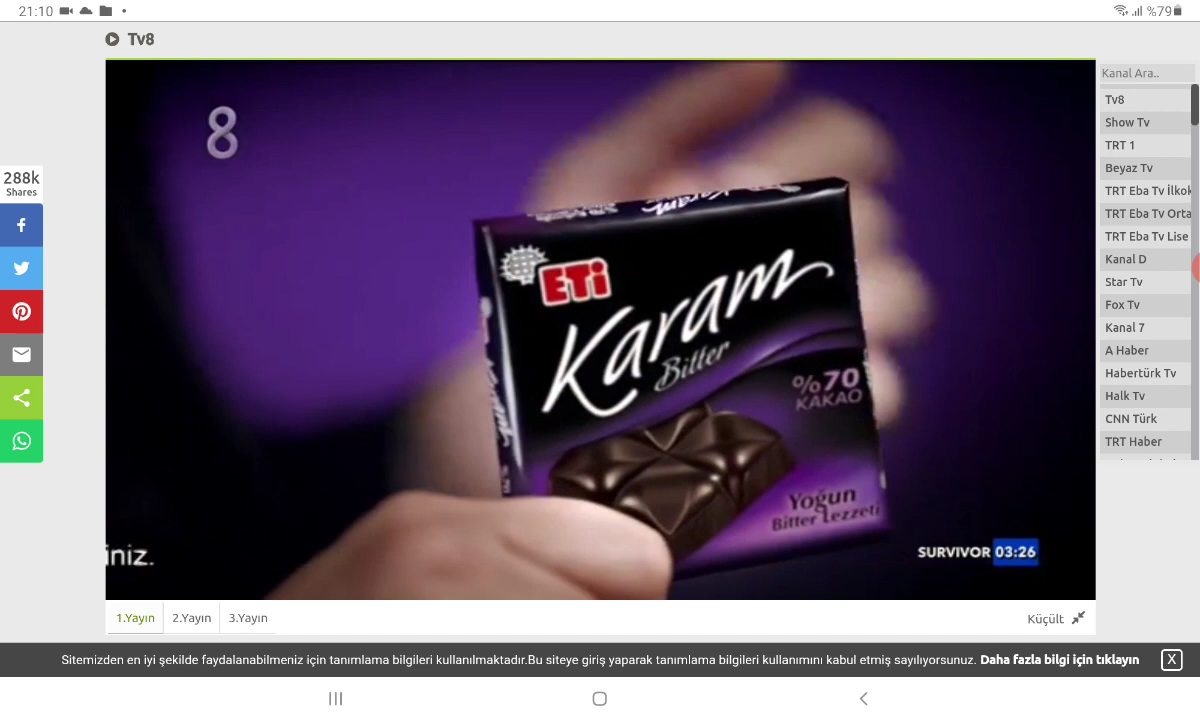 21:10
%79
Tv8
8
288k
Shares
ETi
Karam
Bitter
%70
KAKAO
Yoğun
Bitter Lezzeti
Karam
iniz.
SURVIVOR 03:26
Kanal Ara..
Tv8
Show Tv
TRT 1
Beyaz Tv
TRT Eba Tv İlkok
TRT Eba Tv Orta
TRT Eba Tv Lise
Kanal D
Star Tv
Fox Tv
Kanal 7
A Haber
Habertürk Tv
Halk Tv
CNN Türk
TRT Haber
1.Yayın 2.Yayın 3.Yayın
Küçült
Sitemizden en iyi şekilde faydalanabilmeniz için tanımlama bilgileri kullanılmaktadır.Bu siteye giriş yaparak tanımlama bilgileri kullanımını kabul etmiş sayılıyorsunuz. Daha fazla bilgi için tıklayın
X